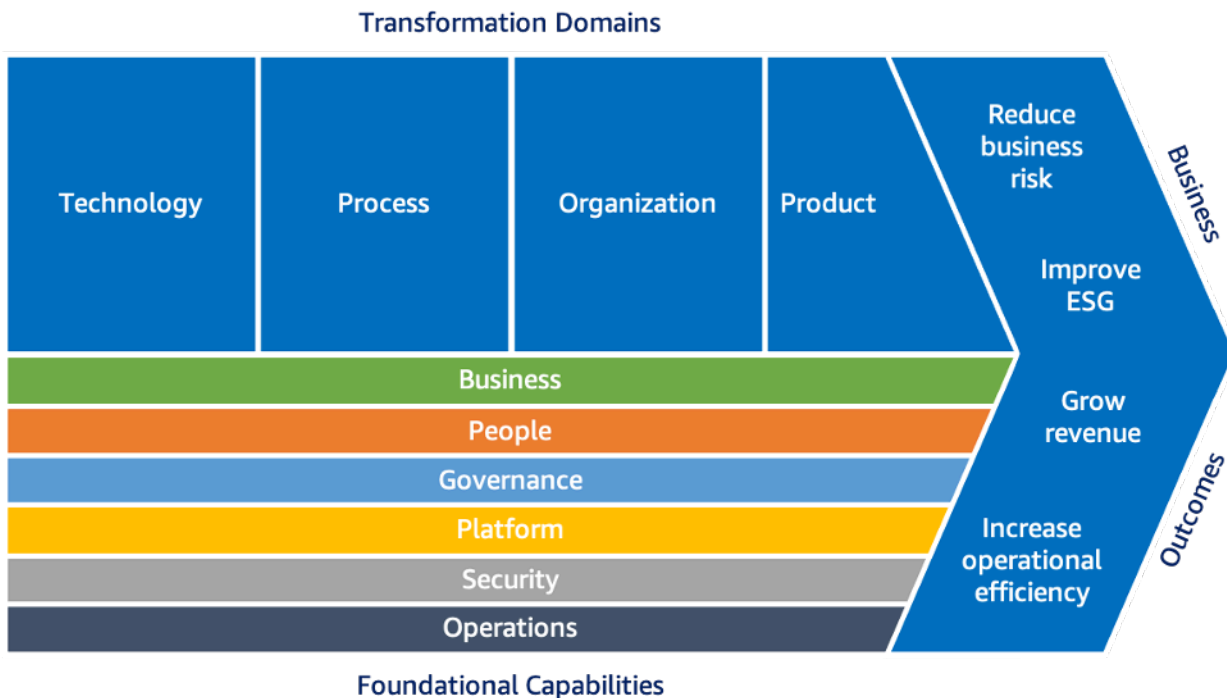 Transformation Domains
Technology
Process
Organization
Product
Reduce
business
risk
Improve
ESG
Grow
revenue
Increase
operational
efficiency
Business
Outcomes
Business
People
Governance
Platform
Security
Operations
Foundational Capabilities